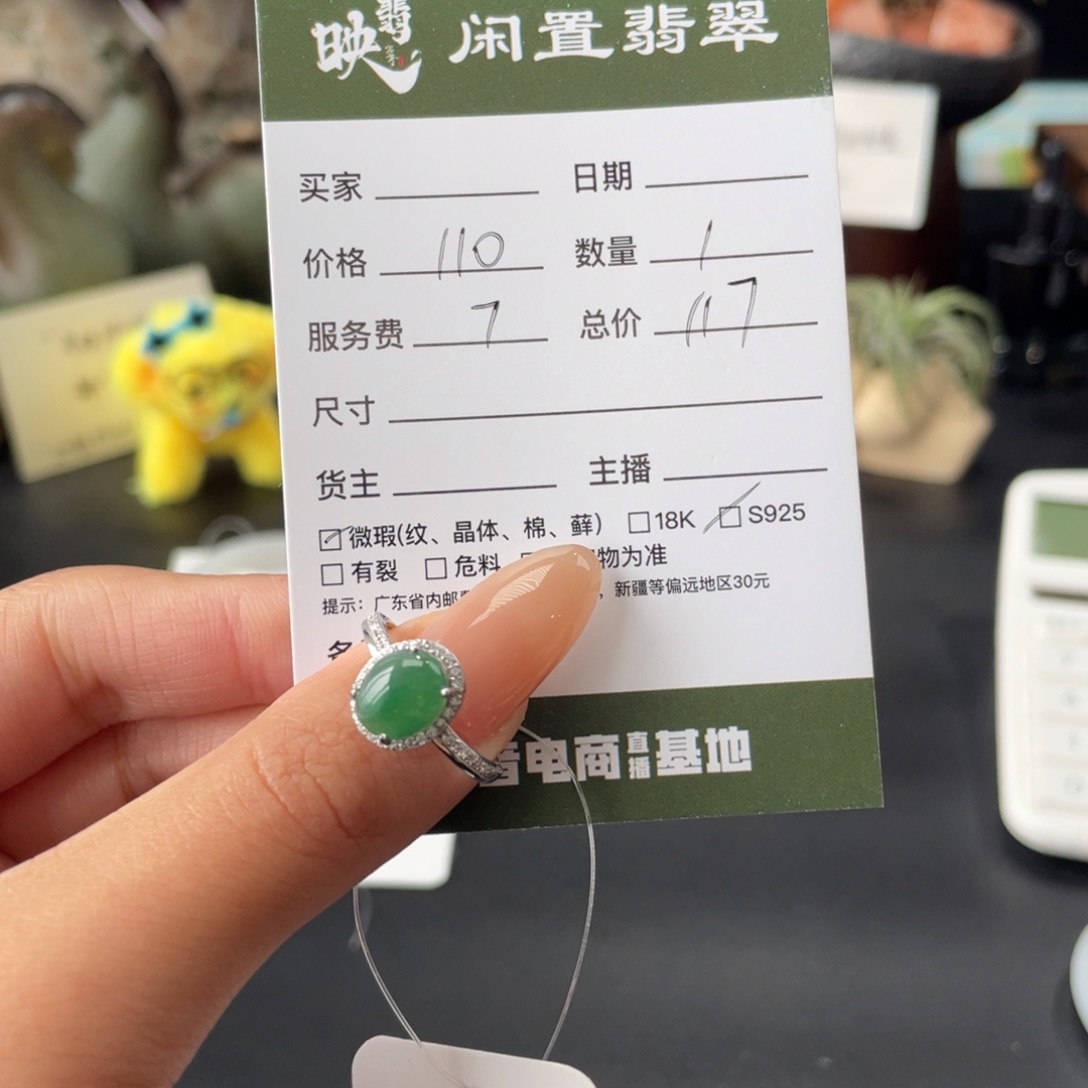 映翡 闲置翡翠
买家 日期
价格 110 数量 1
服务费 7 总价 117
尺寸
货主 主播
微瑕(纹、晶体、棉、藓) 18K S925
有裂 危料 物为准
提示：广东省内邮 ，新疆等偏远地区30元
电商直播基地